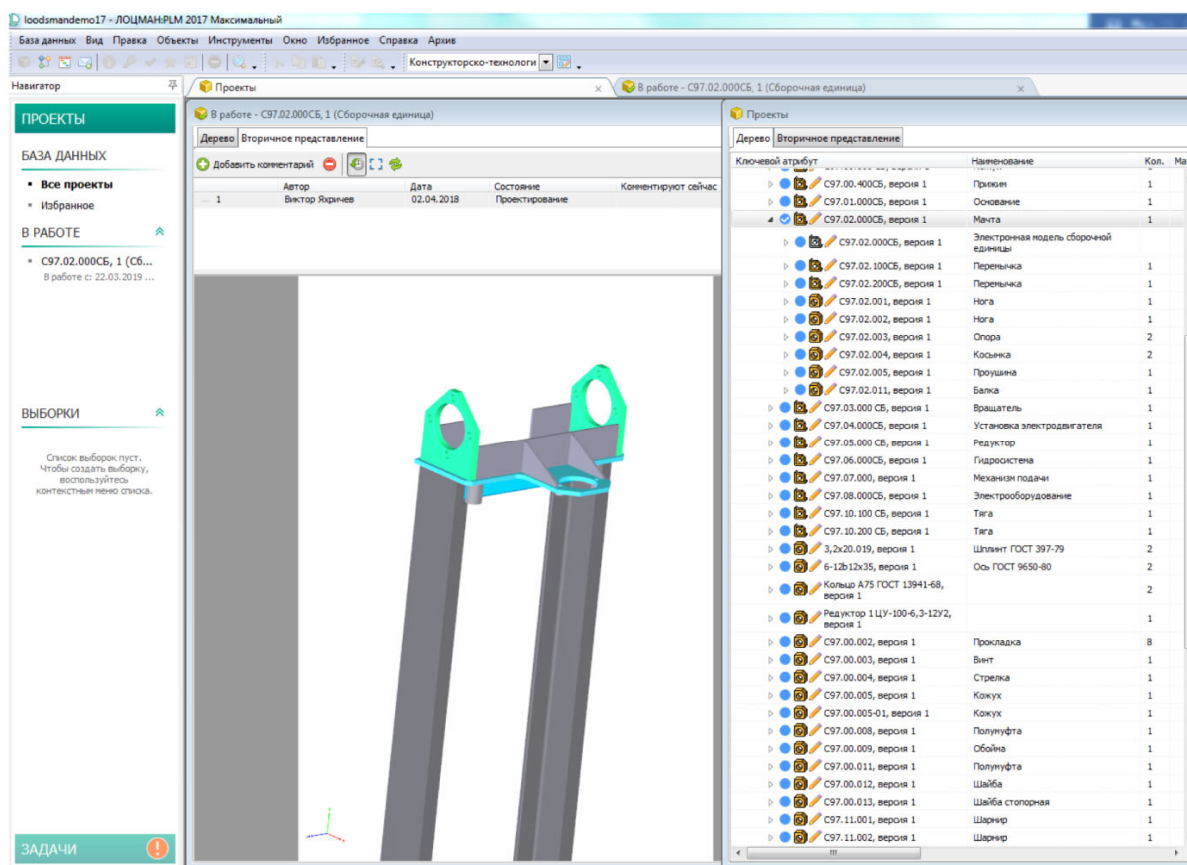 loodsmandemo17 - ЛОЦМАН:PLM 2017 Максимальный
База данных Вид Правка Объекты Инструменты Окно Избранное Справка Архив
Конструкторско-технологи
Навигатор
Проекты
В работе - С97.02.000СБ, 1 (Сборочная единица)
ПРОЕКТЫ
БАЗА ДАННЫХ
Все проекты
Избранное
В РАБОТЕ
С97.02.000СБ, 1 (Сб...
В работе с: 22.03.2019 ...
ВЫБОРКИ
Список выборок пуст.
Чтобы создать выборку,
воспользуйтесь
контекстным меню списка.
ЗАДАЧИ
В работе - С97.02.000СБ, 1 (Сборочная единица)
Дерево Вторичное представление
Добавить комментарий
Автор Дата Состояние Комментируют сейчас
1 Виктор Яхричев 02.04.2018 Проектирование
Проекты
Дерево Вторичное представление
Ключевой атрибут Наименование Кол. Ма
С97.00.400СБ, версия 1 Прижим 1
С97.01.000СБ, версия 1 Основание 1
С97.02.000СБ, версия 1 Мачта 1
С97.02.000СБ, версия 1 Электронная модель сборочной
единицы
С97.02.100СБ, версия 1 Перемычка 1
С97.02.200СБ, версия 1 Перемычка 1
С97.02.001, версия 1 Нога 1
С97.02.002, версия 1 Нога 1
С97.02.003, версия 1 Опора 2
С97.02.004, версия 1 Косынка 2
С97.02.005, версия 1 Проушина 1
С97.02.011, версия 1 Балка 1
С97.03.000 СБ, версия 1 Вращатель 1
С97.04.000СБ, версия 1 Установка электродвигателя 1
С97.05.000 СБ, версия 1 Редуктор 1
С97.06.000СБ, версия 1 Гидросистема 1
С97.07.000, версия 1 Механизм подачи 1
С97.08.000СБ, версия 1 Электрооборудование 1
С97.10.100 СБ, версия 1 Тяга 1
С97.10.200 СБ, версия 1 Тяга 1
3,2х20.019, версия 1 Шплинт ГОСТ 397-79 2
6-12b12х35, версия 1 Ось ГОСТ 9650-80 2
Кольцо А75 ГОСТ 13941-68,
версия 1 2
Редуктор 1ЦУ-100-6,3-12У2,
версия 1 1
С97.00.002, версия 1 Прокладка 8
С97.00.003, версия 1 Винт 1
С97.00.004, версия 1 Стрелка 1
С97.00.005, версия 1 Кожух 1
С97.00.005-01, версия 1 Кожух 1
С97.00.008, версия 1 Полумуфта 1
С97.00.009, версия 1 Обойма 1
С97.00.011, версия 1 Полумуфта 1
С97.00.012, версия 1 Шайба 1
С97.00.013, версия 1 Шайба стопорная 1
С97.11.001, версия 1 Шарнир 1
С97.11.002, версия 1 Шарнир 1